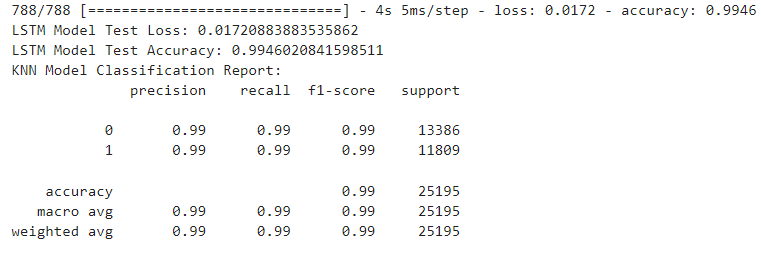 788/788 [==============================] - 4s 5ms/step - loss: 0.0172 - accuracy: 0.9946
LSTM Model Test Loss: 0.01720883883535862
LSTM Model Test Accuracy: 0.9946020841598511
KNN Model Classification Report:
precision recall f1-score support
0 0.99 0.99 0.99 13386
1 0.99 0.99 0.99 11809
accuracy 0.99 25195
macro avg 0.99 0.99 0.99 25195
weighted avg 0.99 0.99 0.99 25195